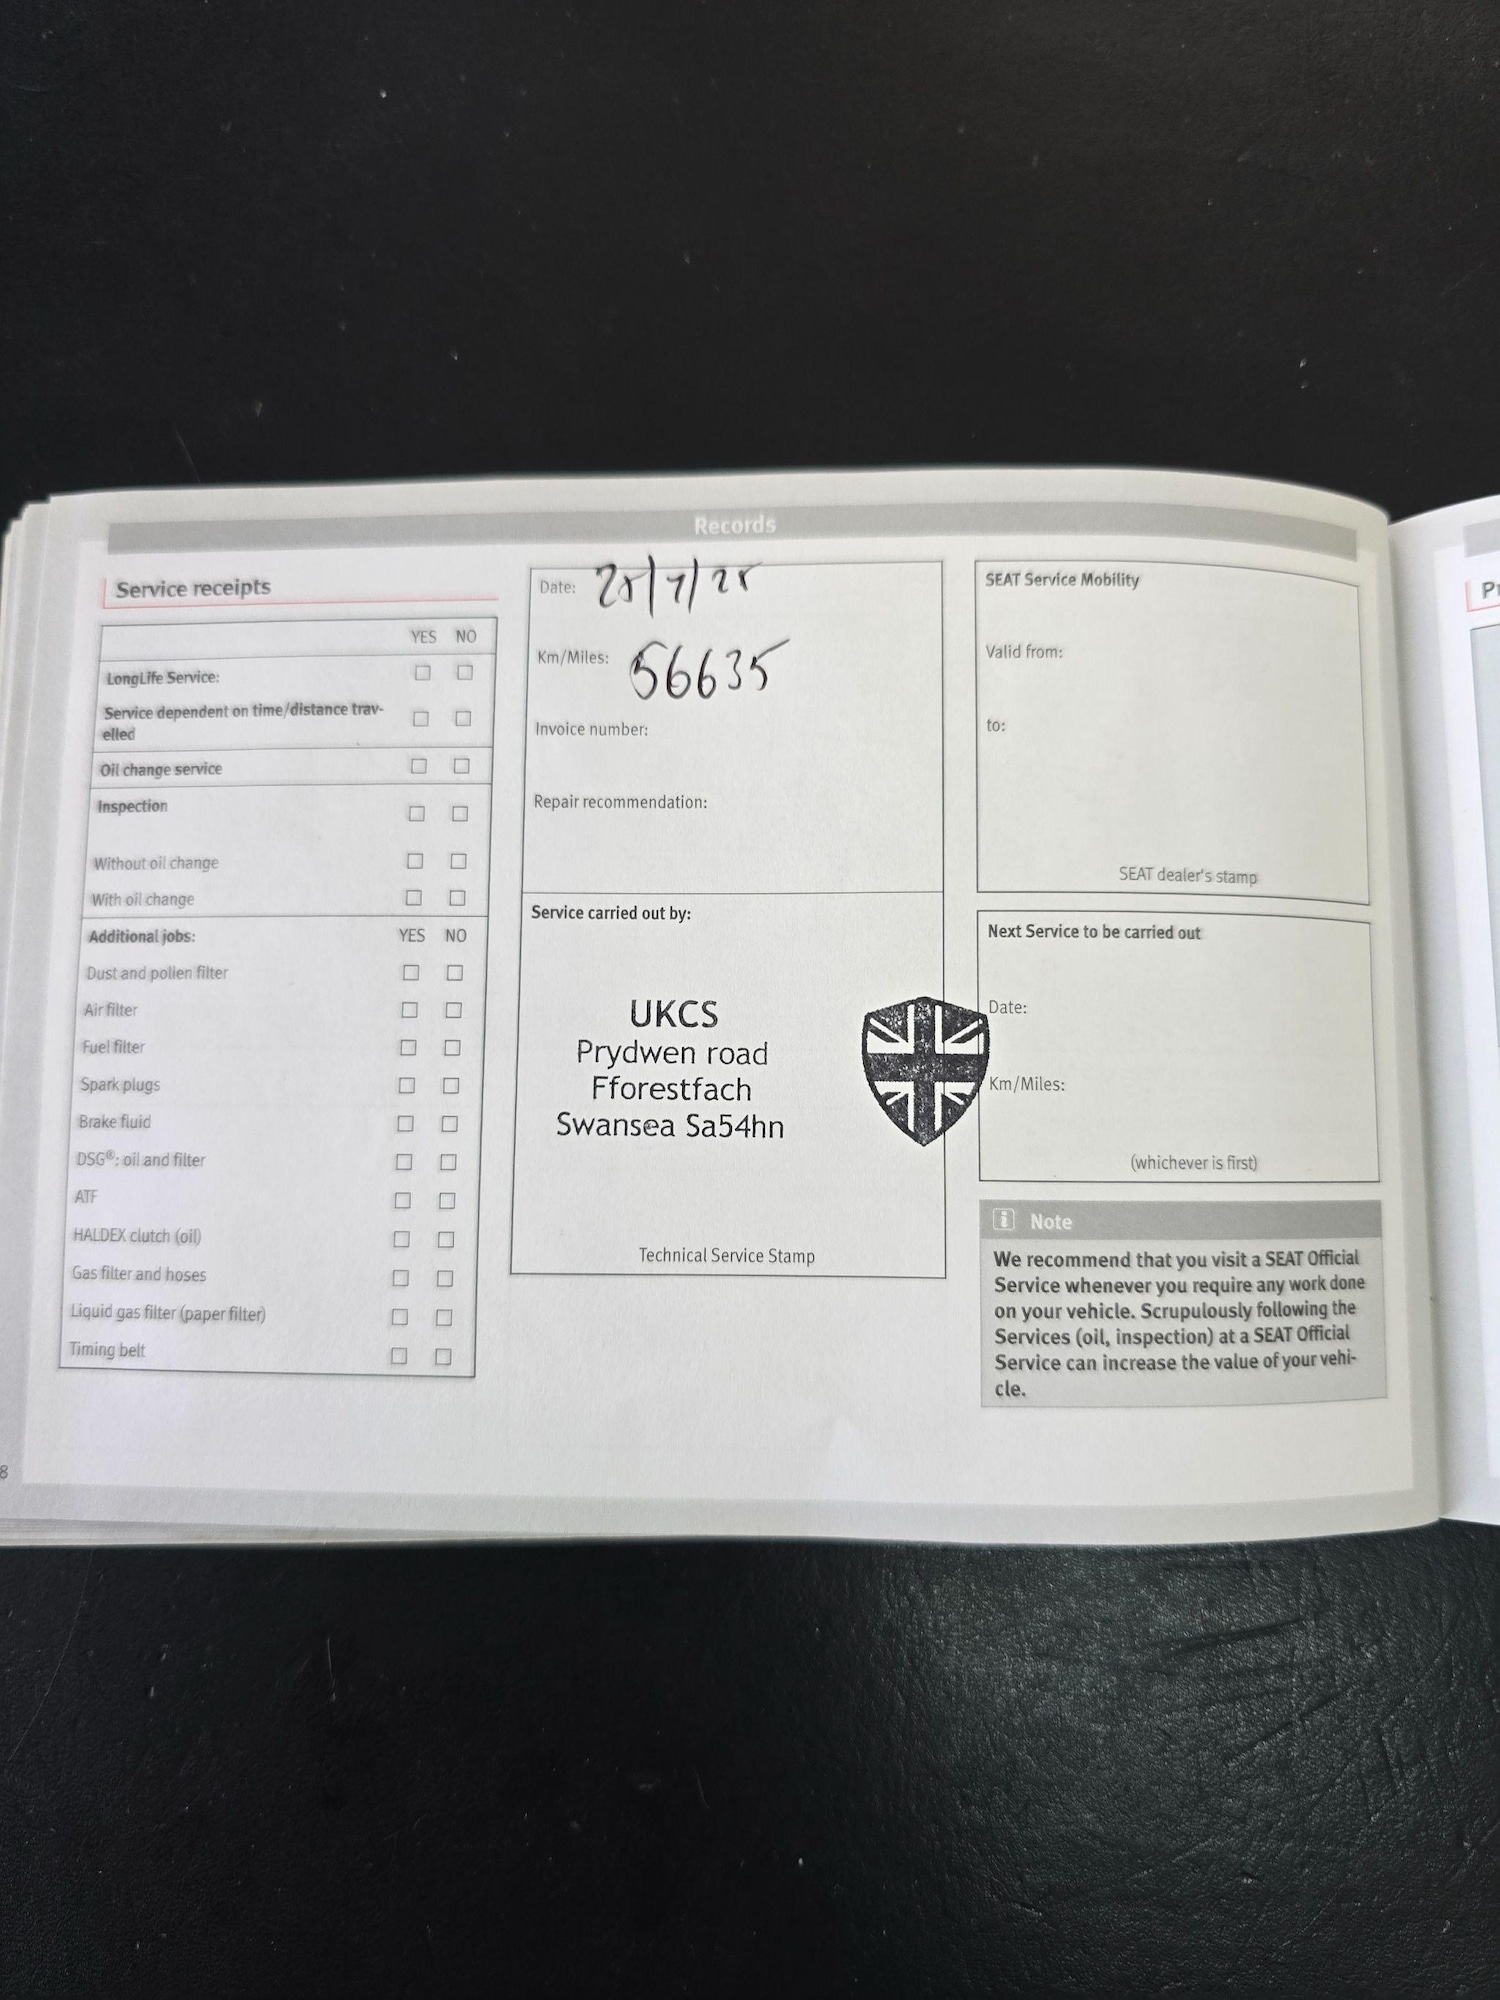 Records
Service receipts
YES NO
LongLife Service:
Service dependent on time/distance trav-
elled
Oil change service
Inspection
Without oil change
With oil change
Additional jobs: YES NO
Dust and pollen filter
Air filter
Fuel filter
Spark plugs
Brake fluid
DSG®: oil and filter
ATF
HALDEX clutch (oil)
Gas filter and hoses
Liquid gas filter (paper filter)
Timing belt
Date: 25/7/25
Km/Miles: 56635
Invoice number:
Repair recommendation:
Service carried out by:
UKCS
Prydwen road
Fforestfach
Swansea Sa54hn
Technical Service Stamp
SEAT Service Mobility
Valid from:
to:
SEAT dealer's stamp
Next Service to be carried out
Date:
Km/Miles:
(whichever is first)
i Note
We recommend that you visit a SEAT Official
Service whenever you require any work done
on your vehicle. Scrupulously following the
Services (oil, inspection) at a SEAT Official
Service can increase the value of your vehi-
cle.
8